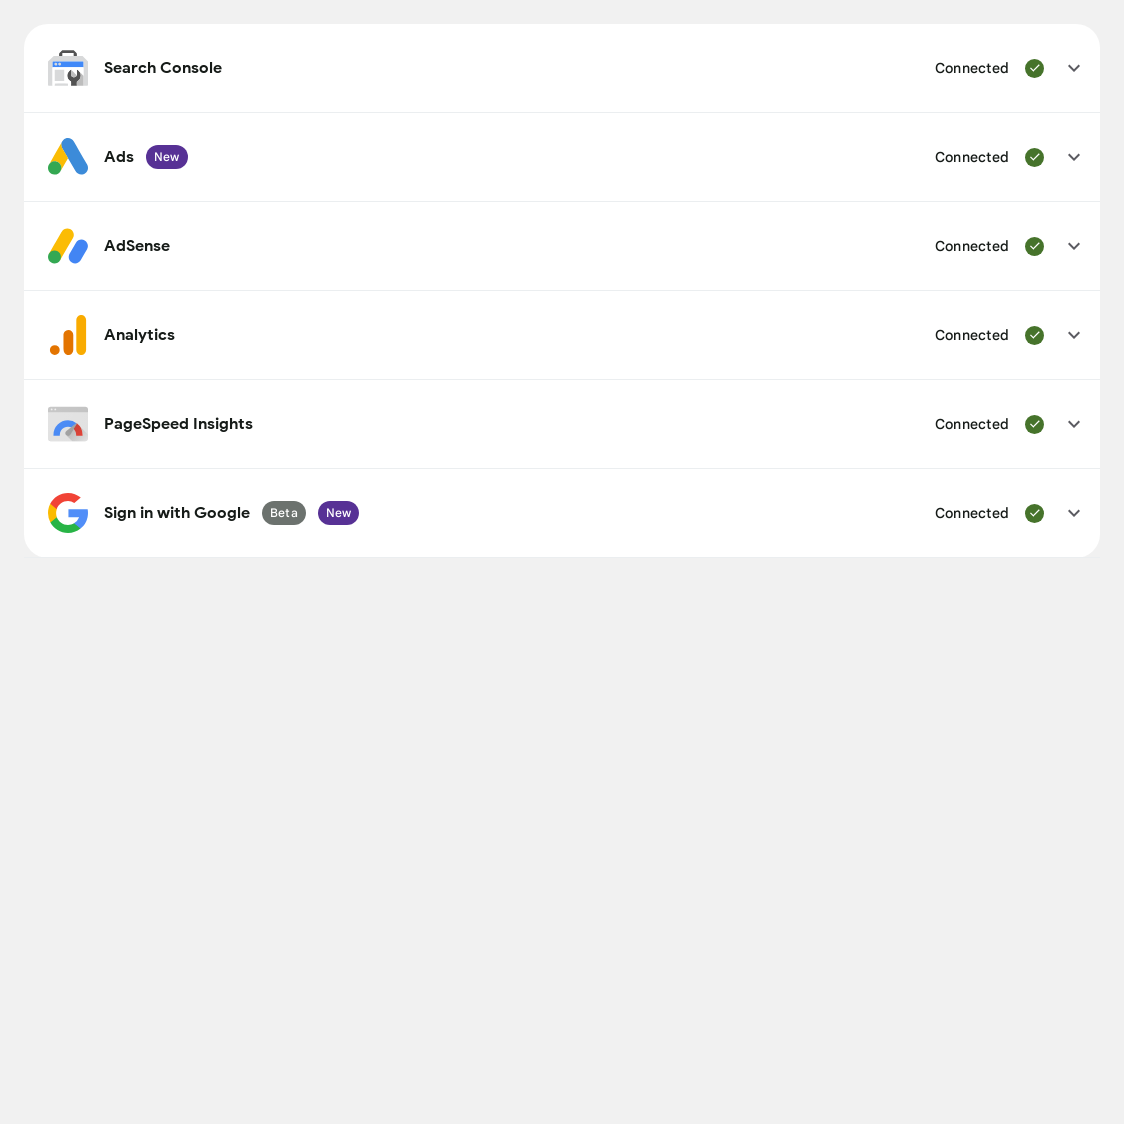 Search Console Connected
Ads New Connected
AdSense Connected
Analytics Connected
PageSpeed Insights Connected
Sign in with Google Beta New Connected